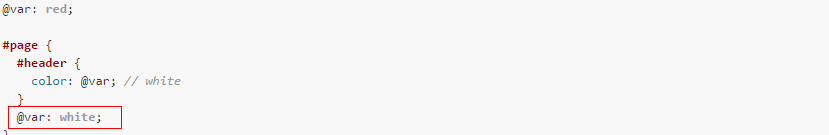 @var: red;
#page {
#header {
color: @var; // white
}
@var: white;
}